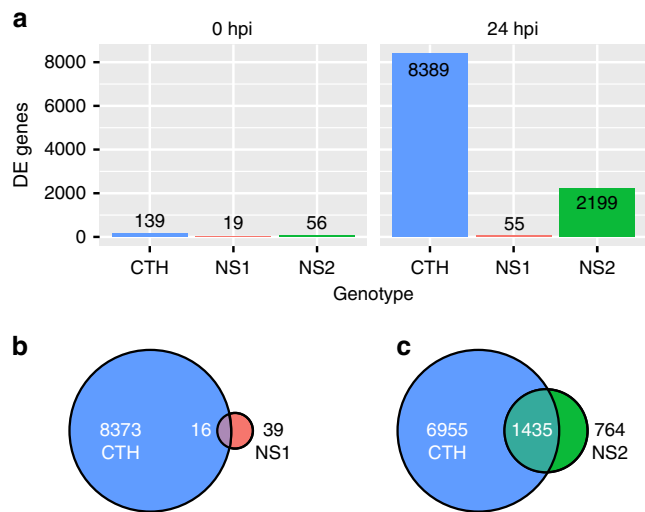 a
0 hpi
24 hpi
DE genes
8000
6000
4000
2000
0
139
19
56
8389
55
2199
CTH NS1 NS2
CTH NS1 NS2
Genotype
b
8373
CTH
16
39
NS1
c
6955
CTH
1435
764
NS2